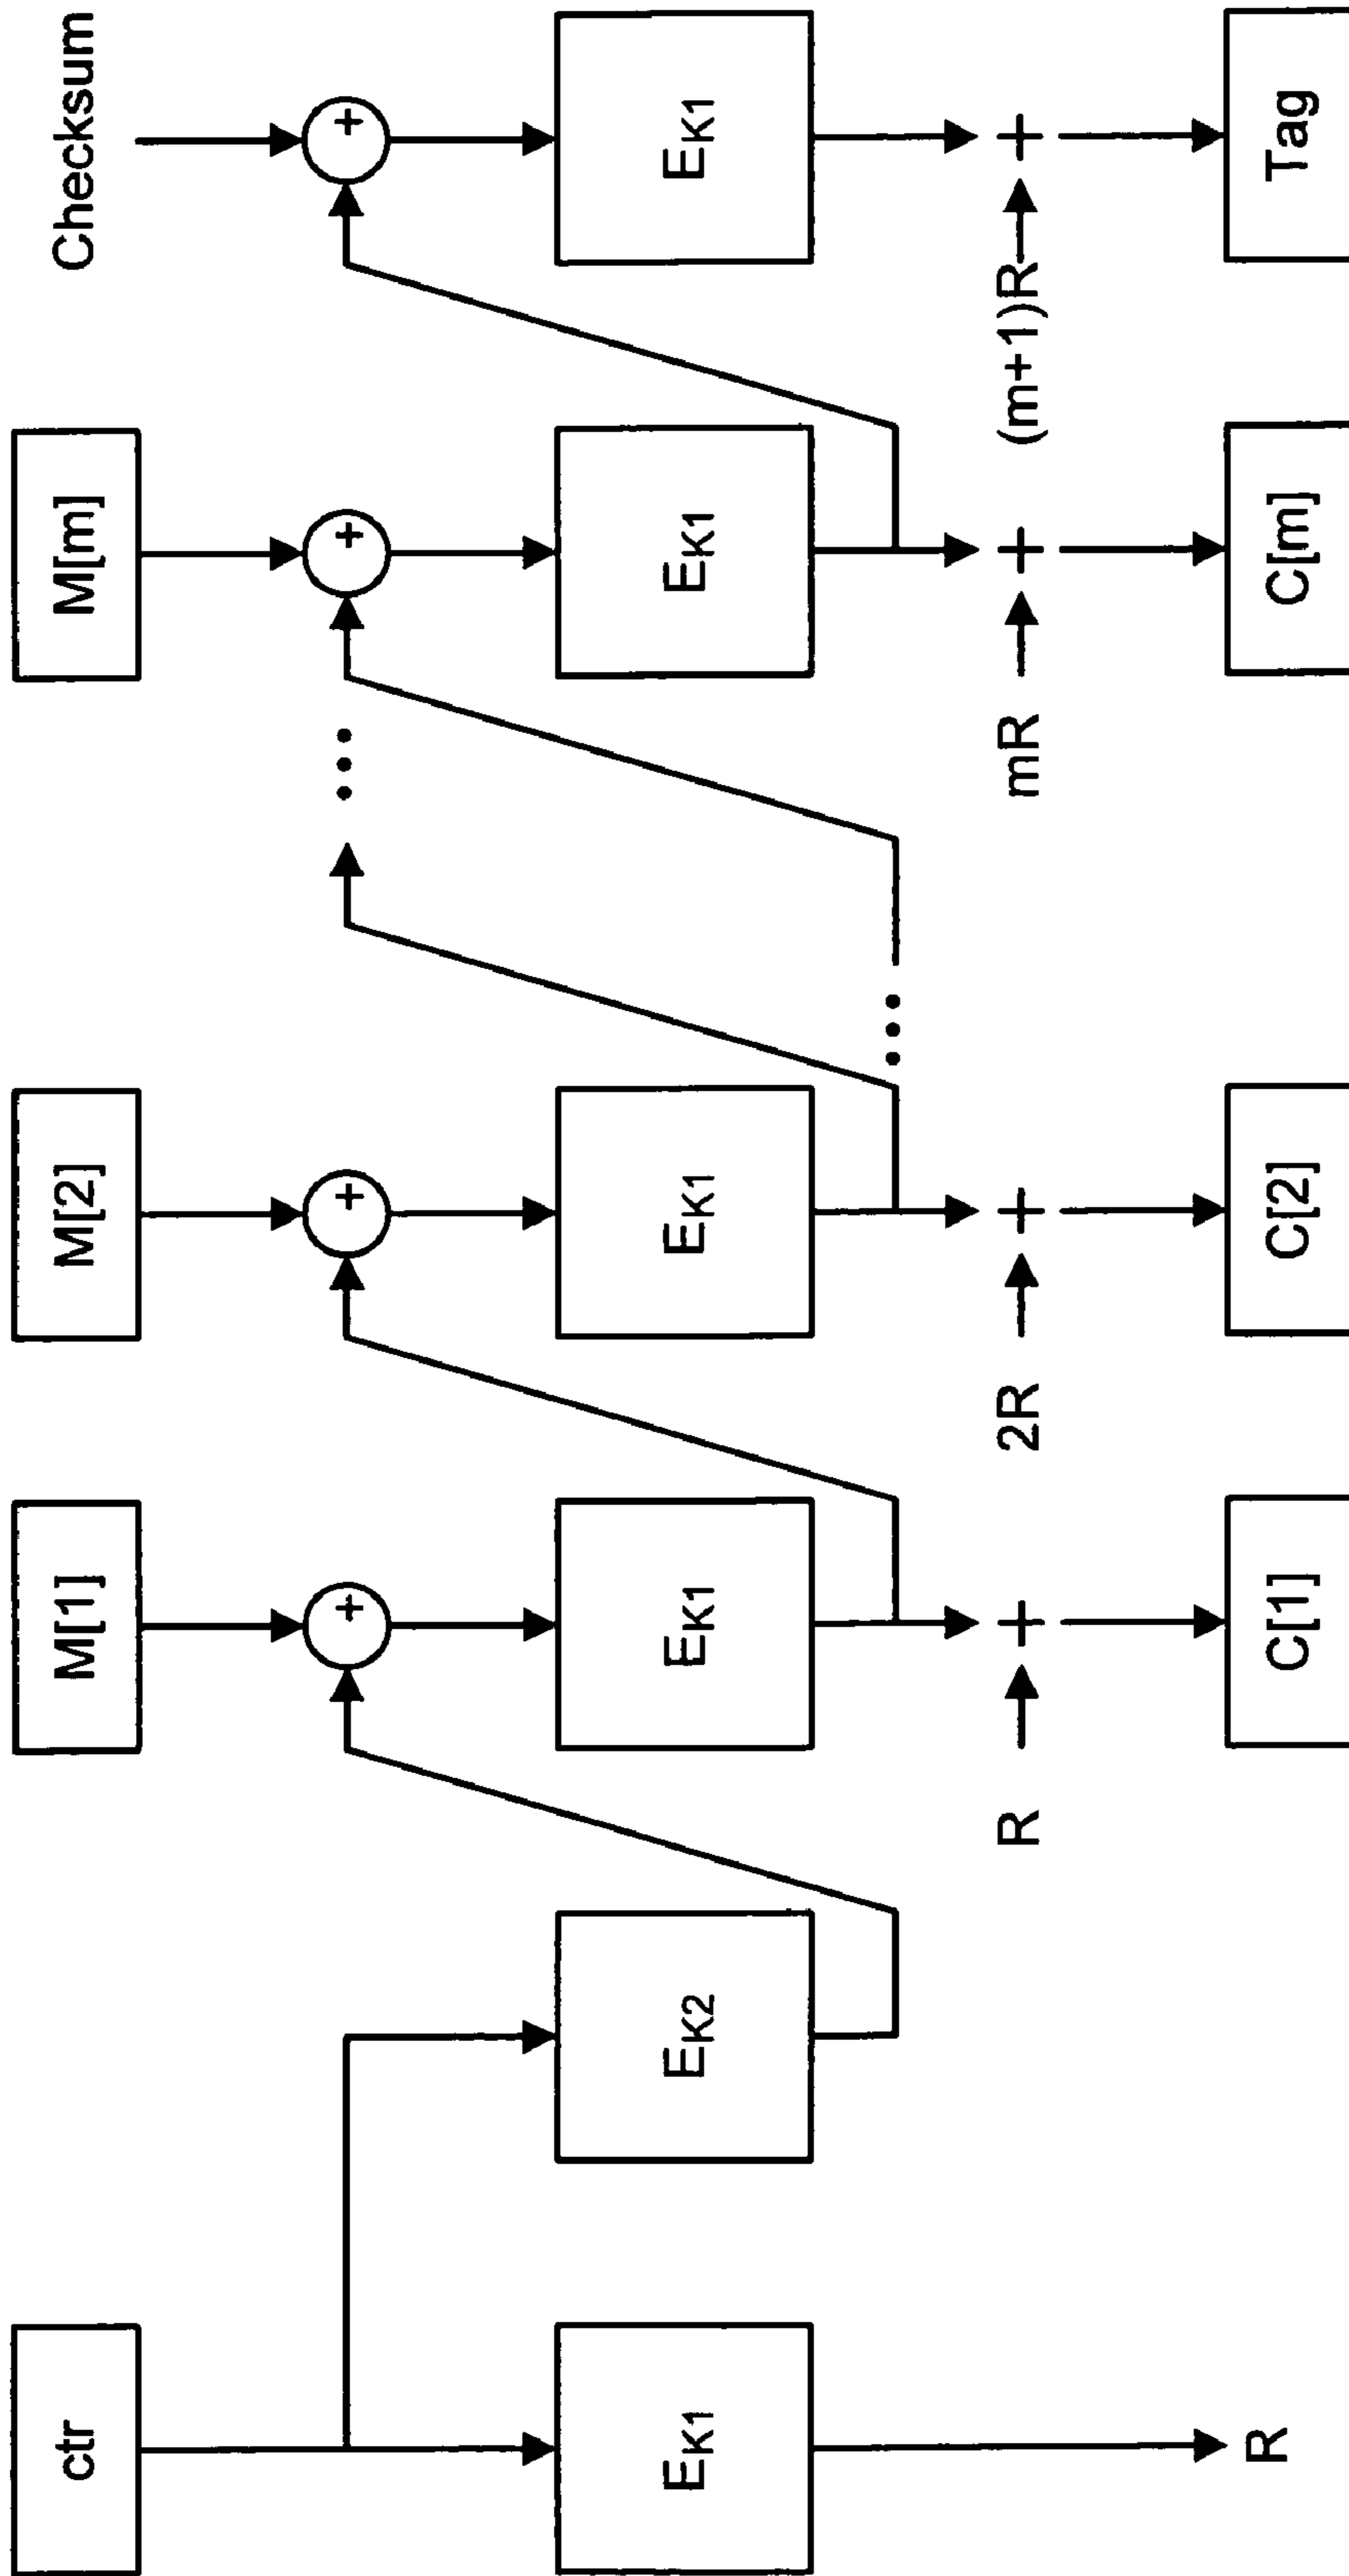 ctr
M[1]
M[2]
M[m]
Checksum
+
+
+
+
EK1
EK2
EK1
EK1
EK1
EK1
R
+
2R
+
mR
+
(m+1)R
+
R
C[1]
C[2]
C[m]
Tag